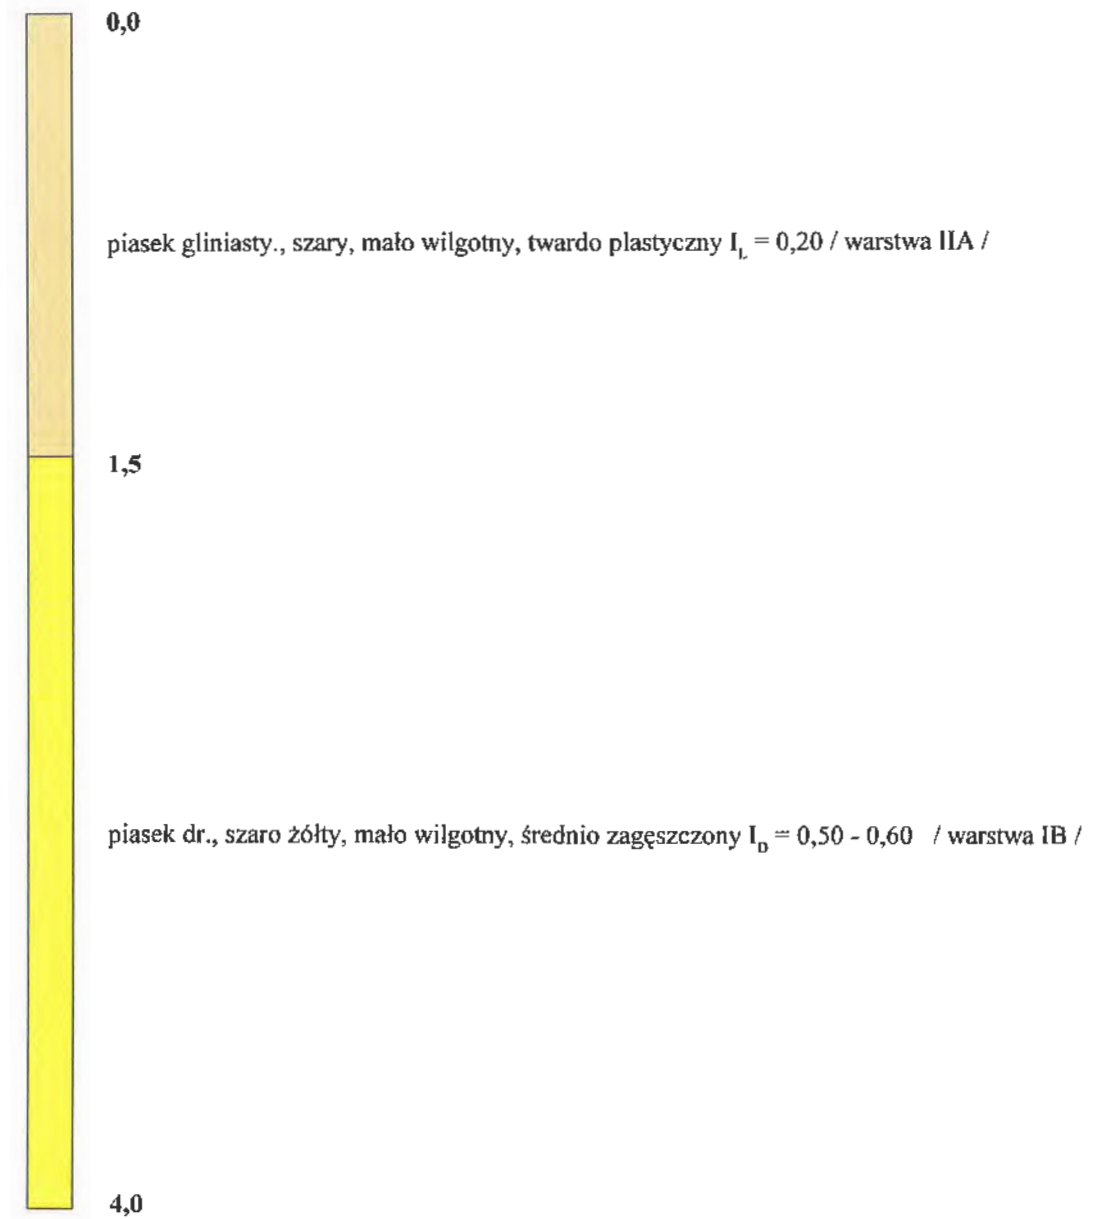 0,0
piasek gliniasty., szary, mało wilgotny, twardo plastyczny I_L = 0,20 / warstwa IIA /
1,5
piasek dr., szaro żółty, mało wilgotny, średnio zagęszczony I_D = 0,50 - 0,60 / warstwa IB /
4,0